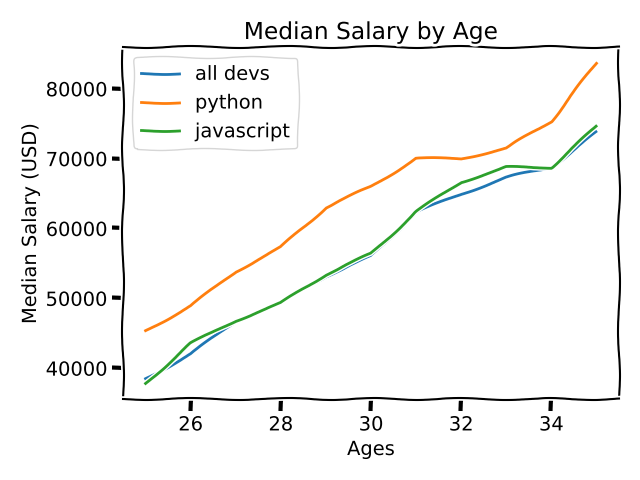 Median Salary by Age
all devs
python
javascript
Median Salary (USD)
80000
70000
60000
50000
40000
26 28 30 32 34
Ages